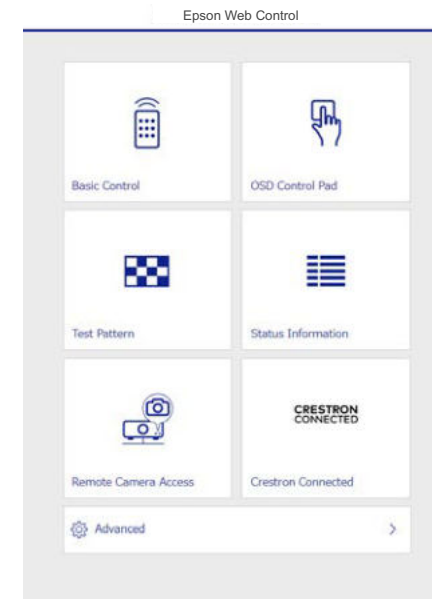 Epson Web Control
Basic Control
OSD Control Pad
Test Pattern
Status Information
CRESTRON
CONNECTED
Remote Camera Access
Crestron Connected
Advanced